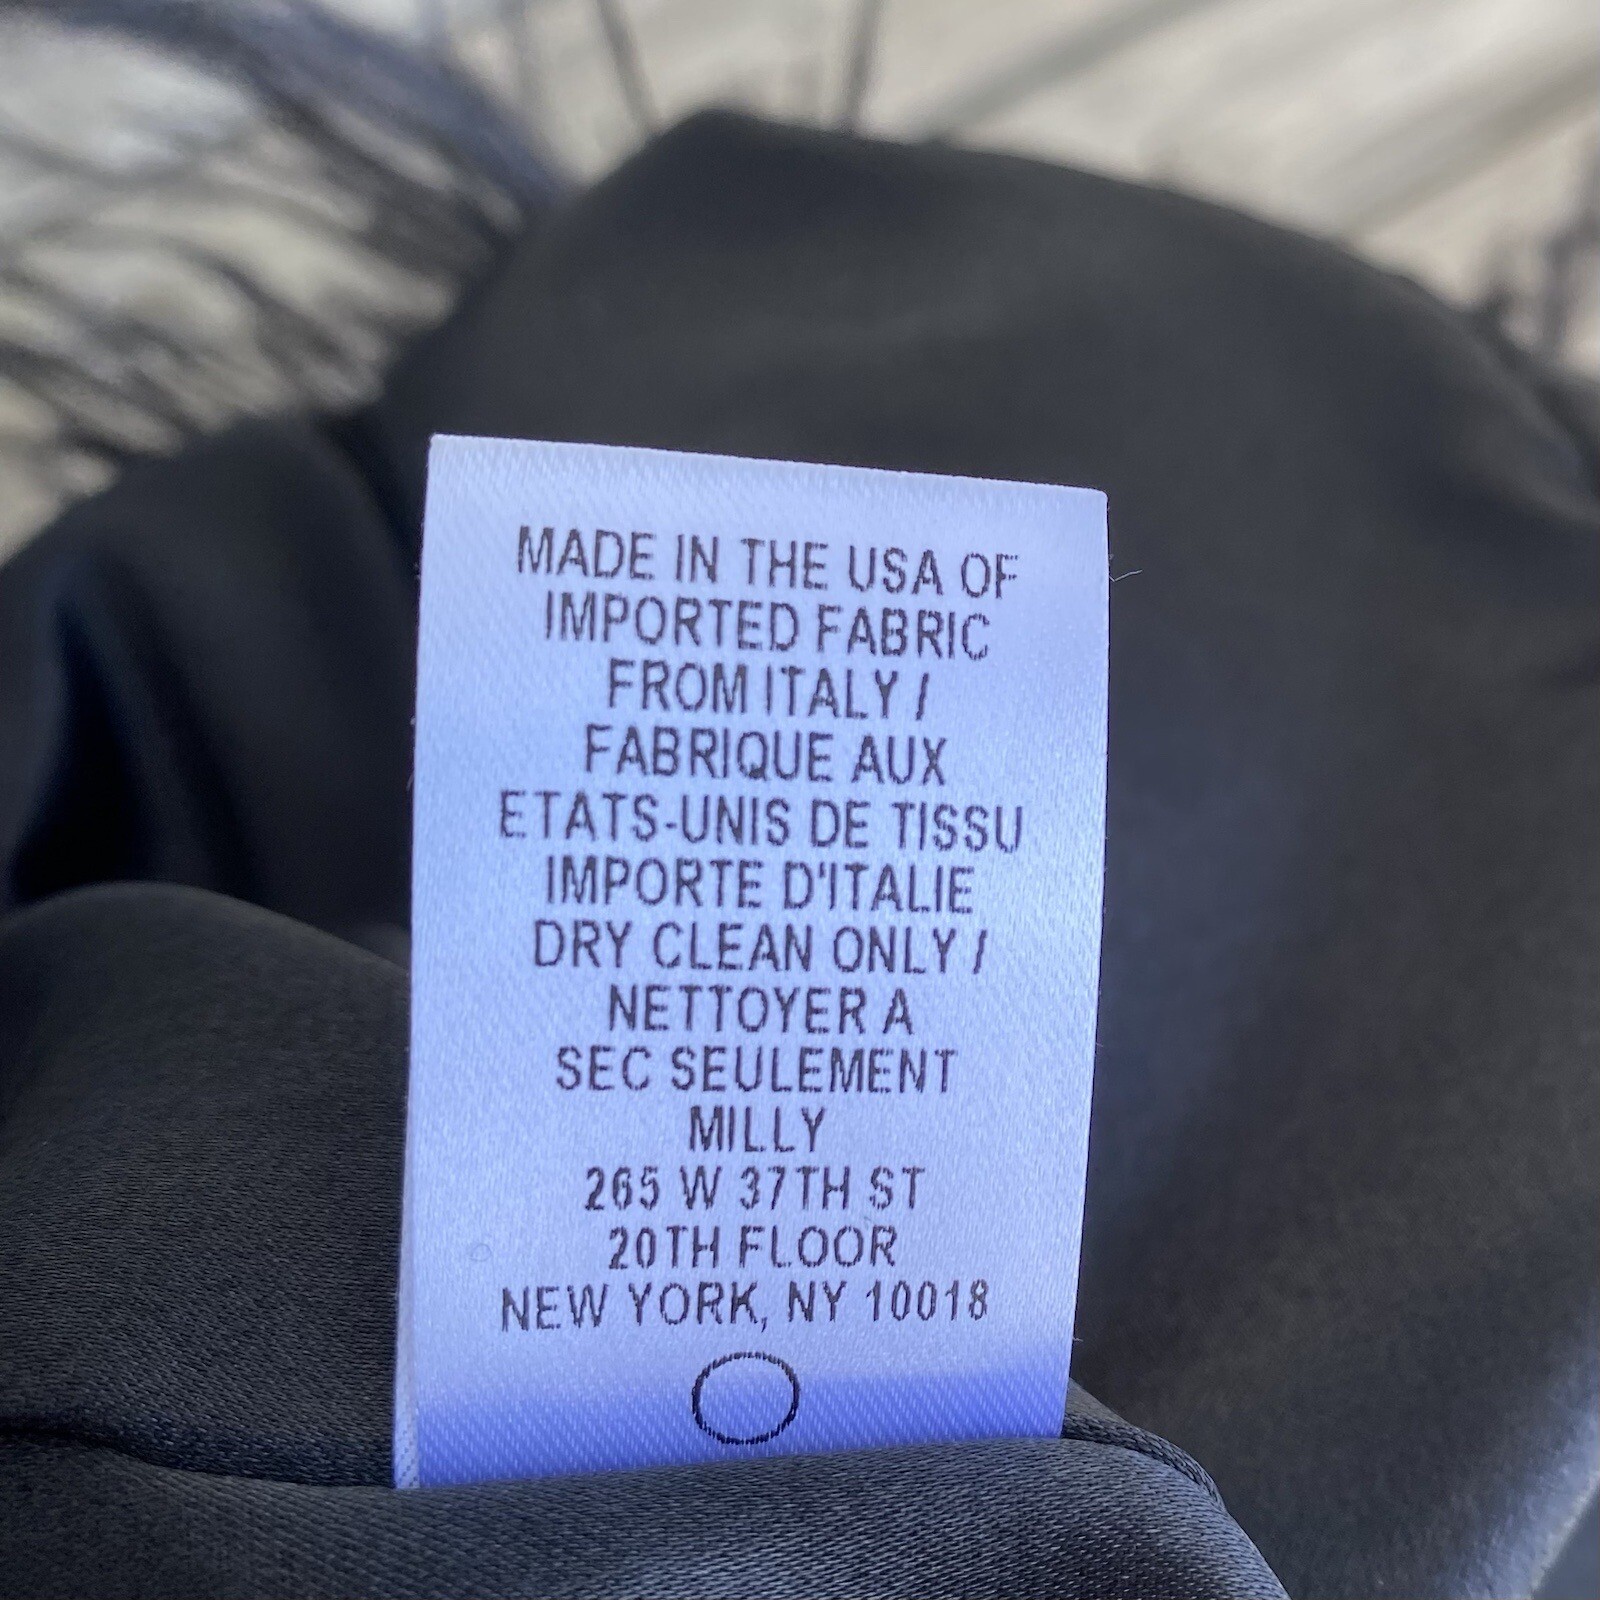 MADE IN THE USA OF
IMPORTED FABRIC
FROM ITALY /
FABRIQUE AUX
ETATS-UNIS DE TISSU
IMPORTE D'ITALIE
DRY CLEAN ONLY /
NETTOYER A
SEC SEULEMENT
MILLY
265 W 37TH ST
20TH FLOOR
NEW YORK, NY 10018